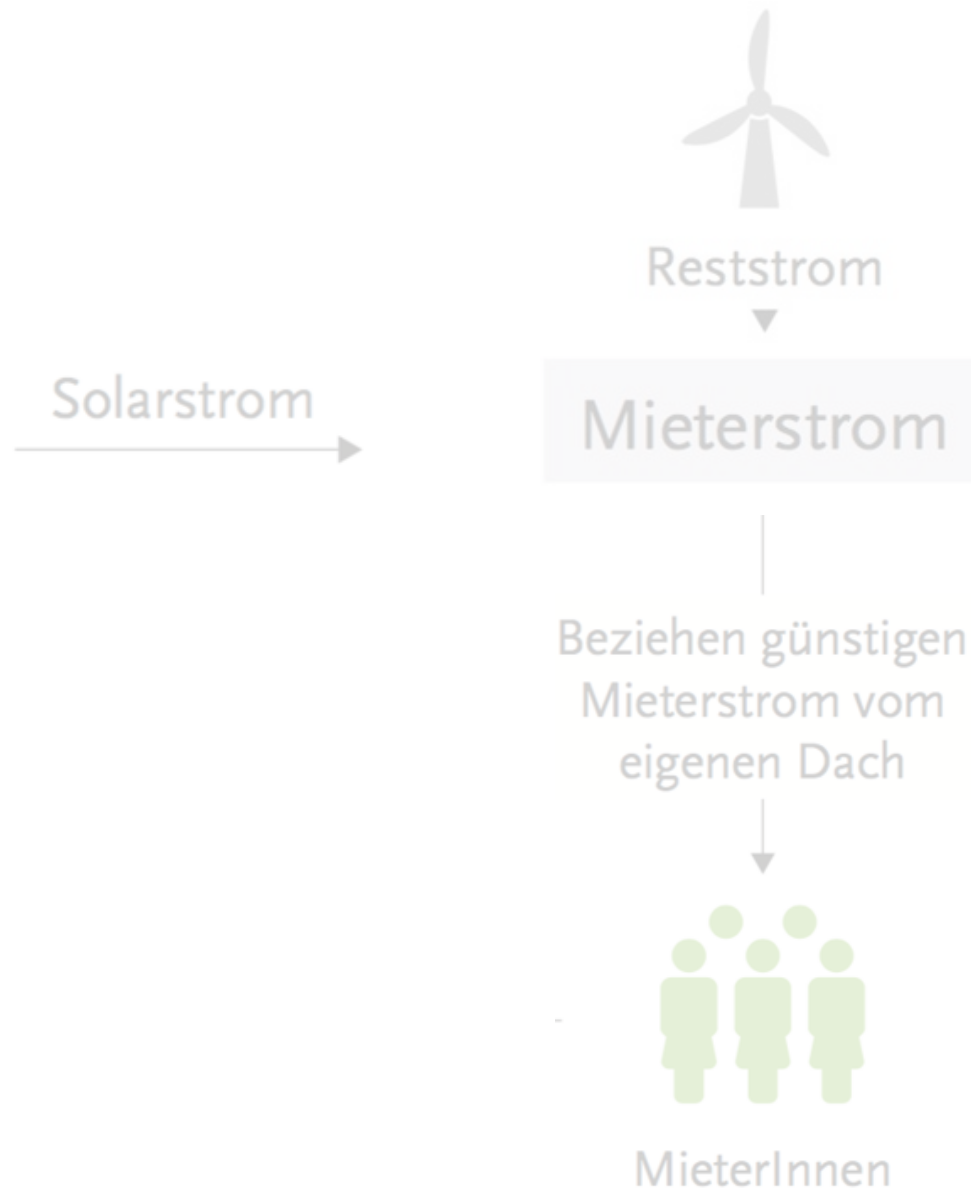 Reststrom
Solarstrom
Mieterstrom
Beziehen günstigen
Mieterstrom vom
eigenen Dach
MieterInnen